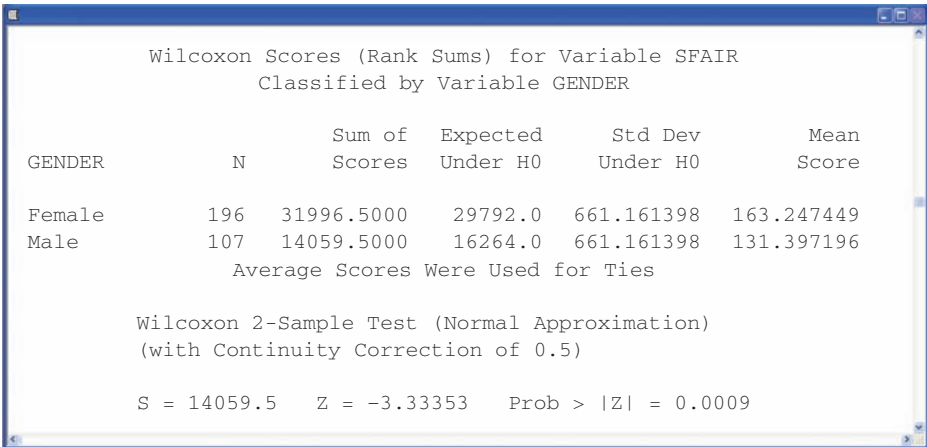 Wilcoxon Scores (Rank Sums) for Variable SFAIR
Classified by Variable GENDER
Sum of Expected Std Dev Mean
GENDER N Scores Under H0 Under H0 Score
Female 196 31996.5000 29792.0 661.161398 163.247449
Male 107 14059.5000 16264.0 661.161398 131.397196
Average Scores Were Used for Ties
Wilcoxon 2-Sample Test (Normal Approximation)
(with Continuity Correction of 0.5)
S = 14059.5 Z = −3.33353 Prob > |Z| = 0.0009